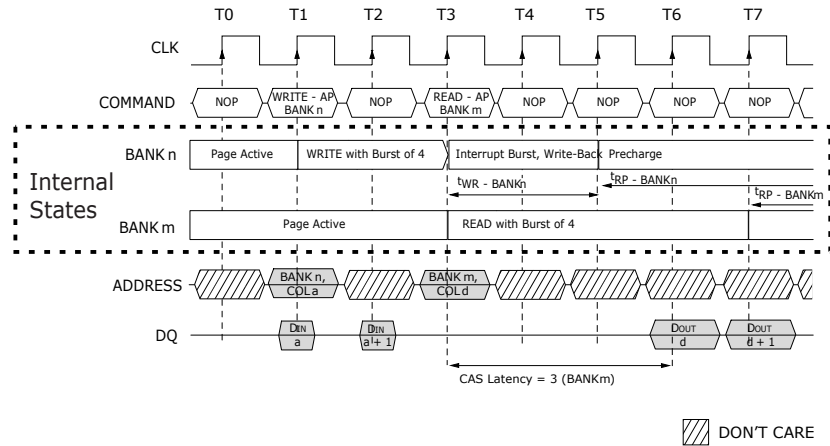 T0 T1 T2 T3 T4 T5 T6 T7
CLK
COMMAND NOP WRITE - AP BANK n NOP READ - AP BANK m NOP NOP NOP NOP
Internal States
BANK n Page Active WRITE with Burst of 4 Interrupt Burst, Write-Back Precharge
tWR - BANKn tRP - BANKn tRP - BANKm
BANK m Page Active READ with Burst of 4
ADDRESS BANK n, COL a BANK m, COL d
DQ DIN a DIN a + 1 DOUT d DOUT d + 1
CAS Latency = 3 (BANKm)
DON'T CARE